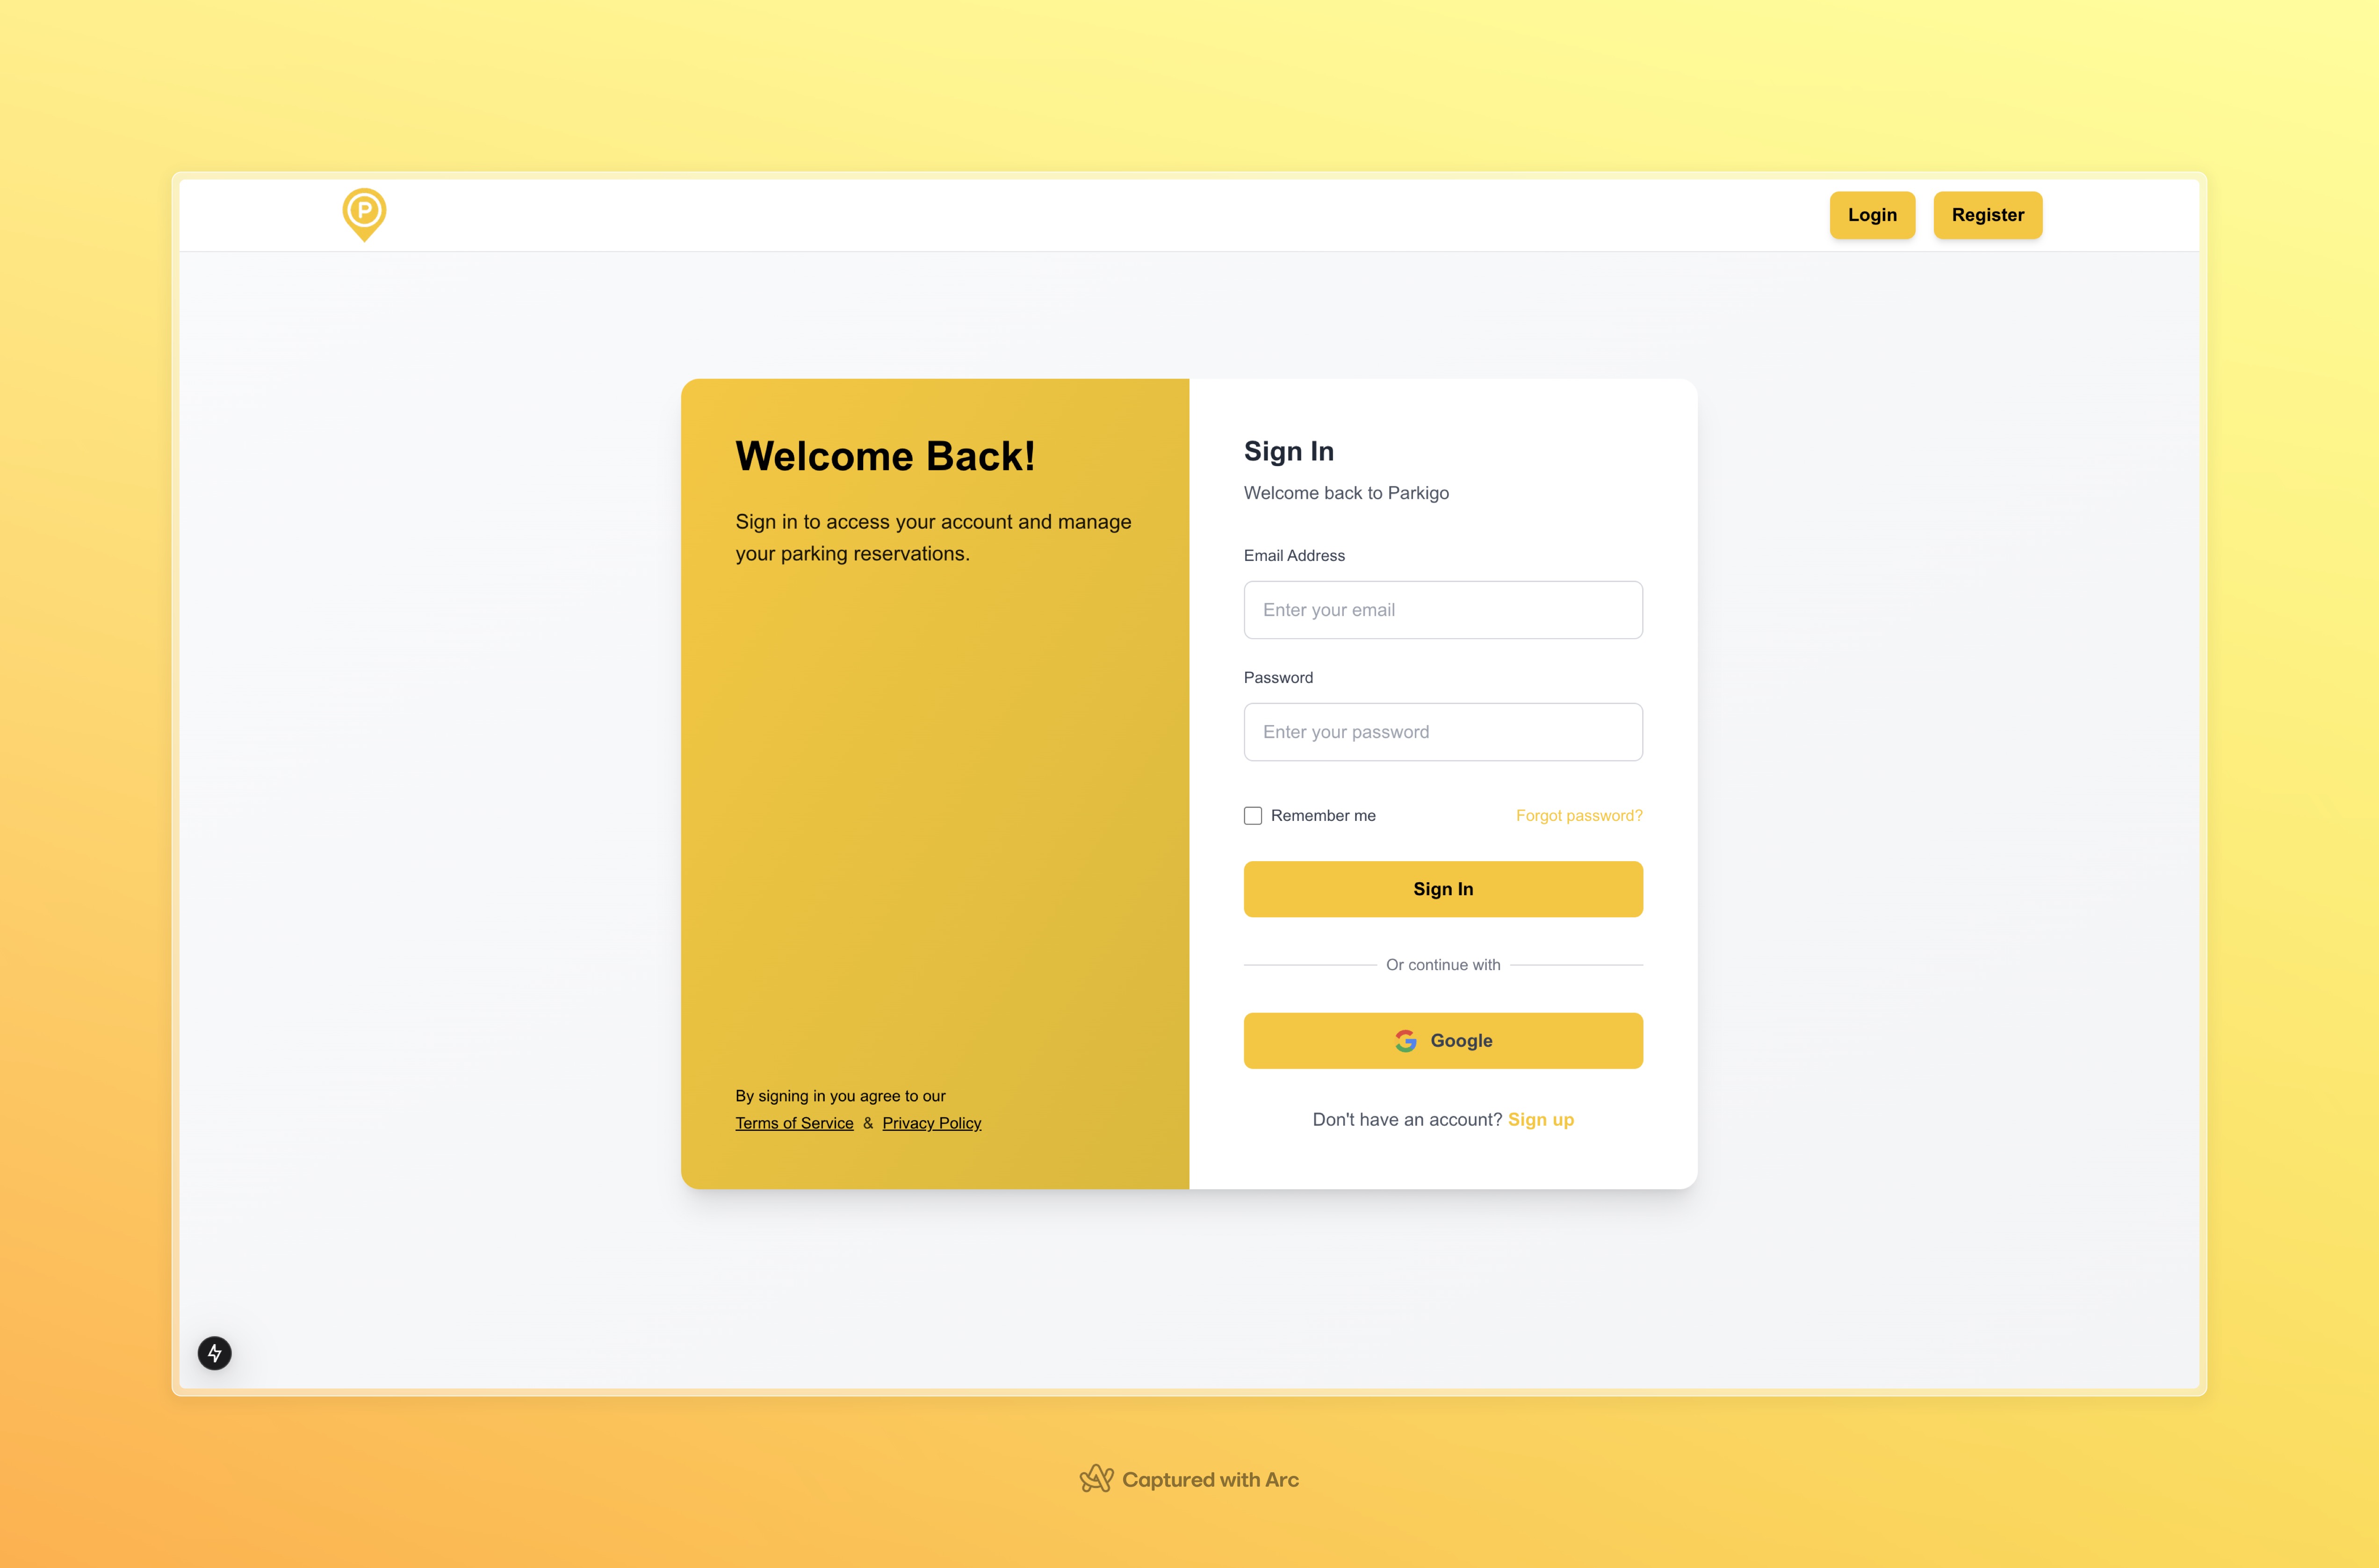 P
Login
Register
Welcome Back!
Sign in to access your account and manage
your parking reservations.
By signing in you agree to our
Terms of Service & Privacy Policy
Sign In
Welcome back to Parkigo
Email Address
Enter your email
Password
Enter your password
Remember me
Forgot password?
Sign In
Or continue with
Google
Don't have an account? Sign up
Captured with Arc